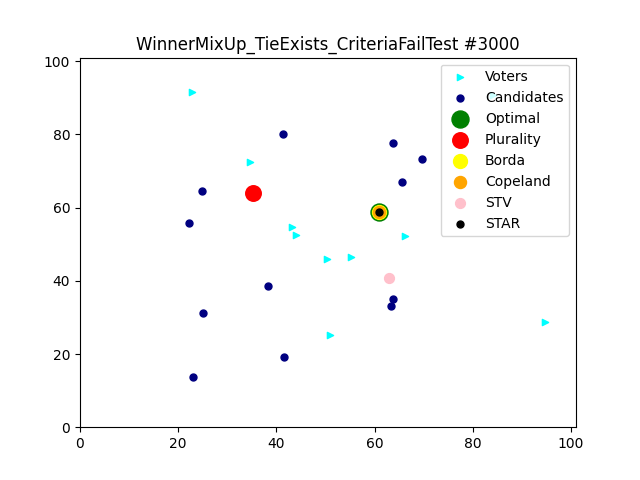 WinnerMixUp_TieExists_CriteriaFailTest #3000
100
80
60
40
20
0
0
20
40
60
80
100
Voters
Candidates
Optimal
Plurality
Borda
Copeland
STV
STAR